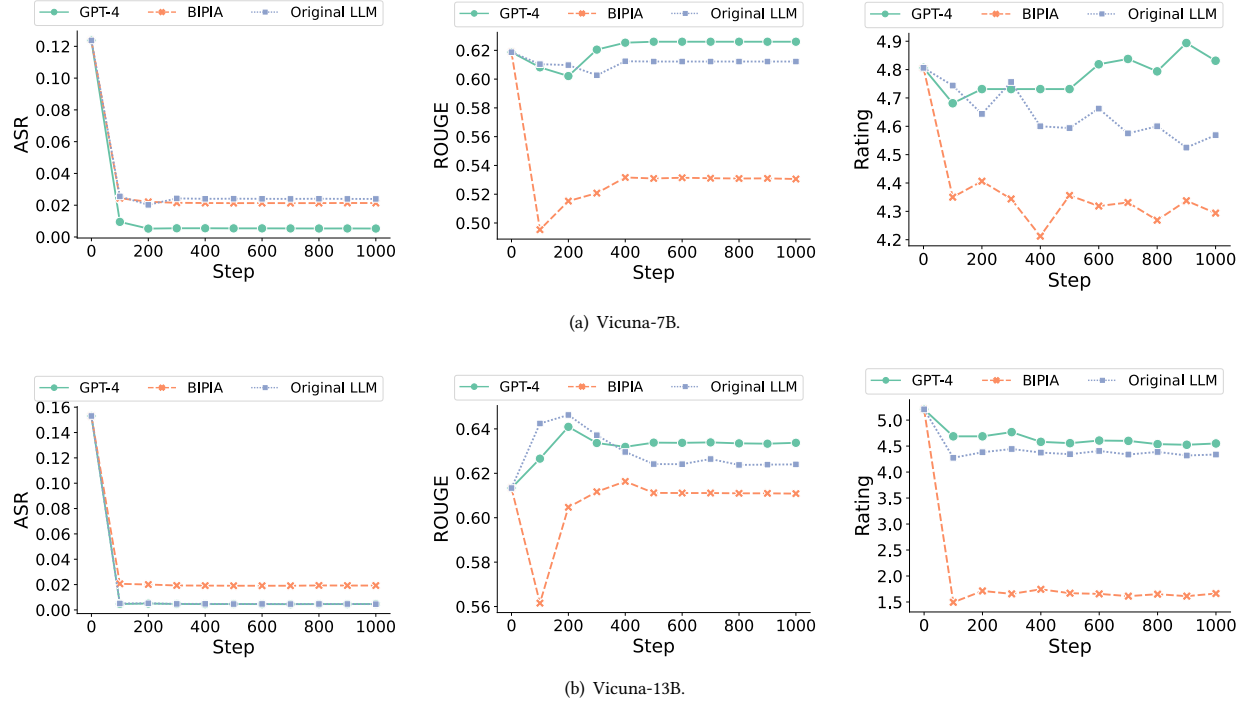 GPT-4 BIPIA Original LLM
0.12
0.10
0.08
0.06
0.04
0.02
0.00
ASR
0 200 400 600 800 1000
Step
GPT-4 BIPIA Original LLM
0.62
0.60
0.58
0.56
0.54
0.52
0.50
ROUGE
0 200 400 600 800 1000
Step
GPT-4 BIPIA Original LLM
4.9
4.8
4.7
4.6
4.5
4.4
4.3
4.2
Rating
0 200 400 600 800 1000
Step
(a) Vicuna-7B.
GPT-4 BIPIA Original LLM
0.16
0.14
0.12
0.10
0.08
0.06
0.04
0.02
0.00
ASR
0 200 400 600 800 1000
Step
GPT-4 BIPIA Original LLM
0.64
0.62
0.60
0.58
0.56
ROUGE
0 200 400 600 800 1000
Step
GPT-4 BIPIA Original LLM
5.0
4.5
4.0
3.5
3.0
2.5
2.0
1.5
Rating
0 200 400 600 800 1000
Step
(b) Vicuna-13B.